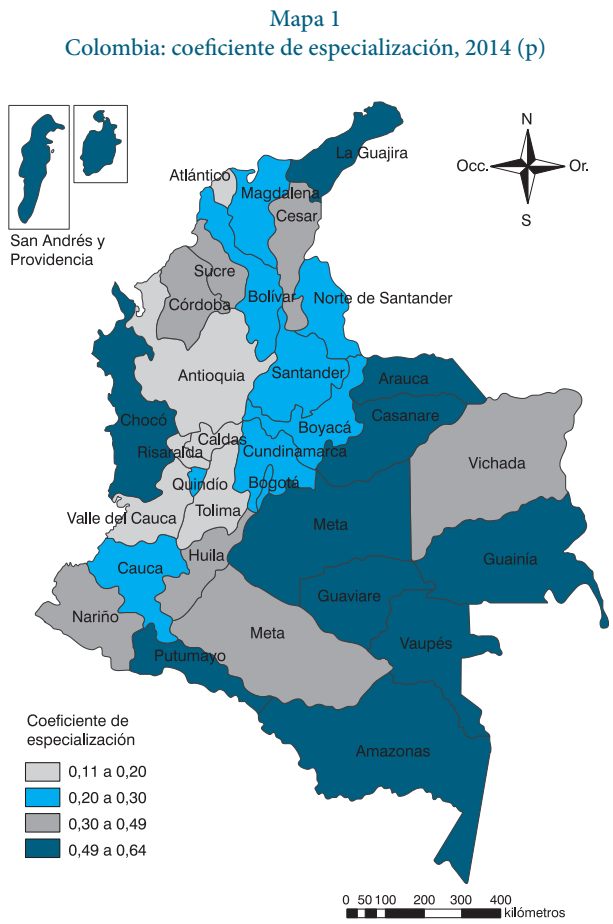 Mapa 1
Colombia: coeficiente de especialización, 2014 (p)
N
Occ.
Or.
S
San Andrés y
Providencia
La Guajira
Atlántico
Magdalena
Cesar
Sucre
Córdoba
Bolívar
Norte de Santander
Antioquia
Santander
Arauca
Casanare
Chocó
Boyacá
Caldas
Risaralda
Cundinamarca
Vichada
Quindío
Bogotá
Tolima
Valle del Cauca
Meta
Guainía
Huila
Cauca
Guaviare
Nariño
Meta
Vaupés
Putumayo
Amazonas
Coeficiente de
especialización
0,11 a 0,20
0,20 a 0,30
0,30 a 0,49
0,49 a 0,64
0 50 100 200 300 400
kilómetros